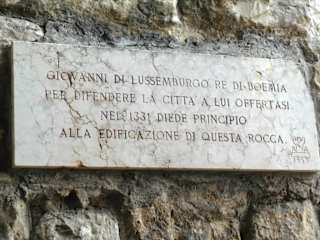 GIOVANNI DI LUSSEMBURGO RE DI BOEMIA
PER DIFENDERE LA CITTA A LUI OFFERTASI
NEL 1331 DIEDE PRINCIPIO
ALLA EDIFICAZIONE DI QUESTA ROCCA